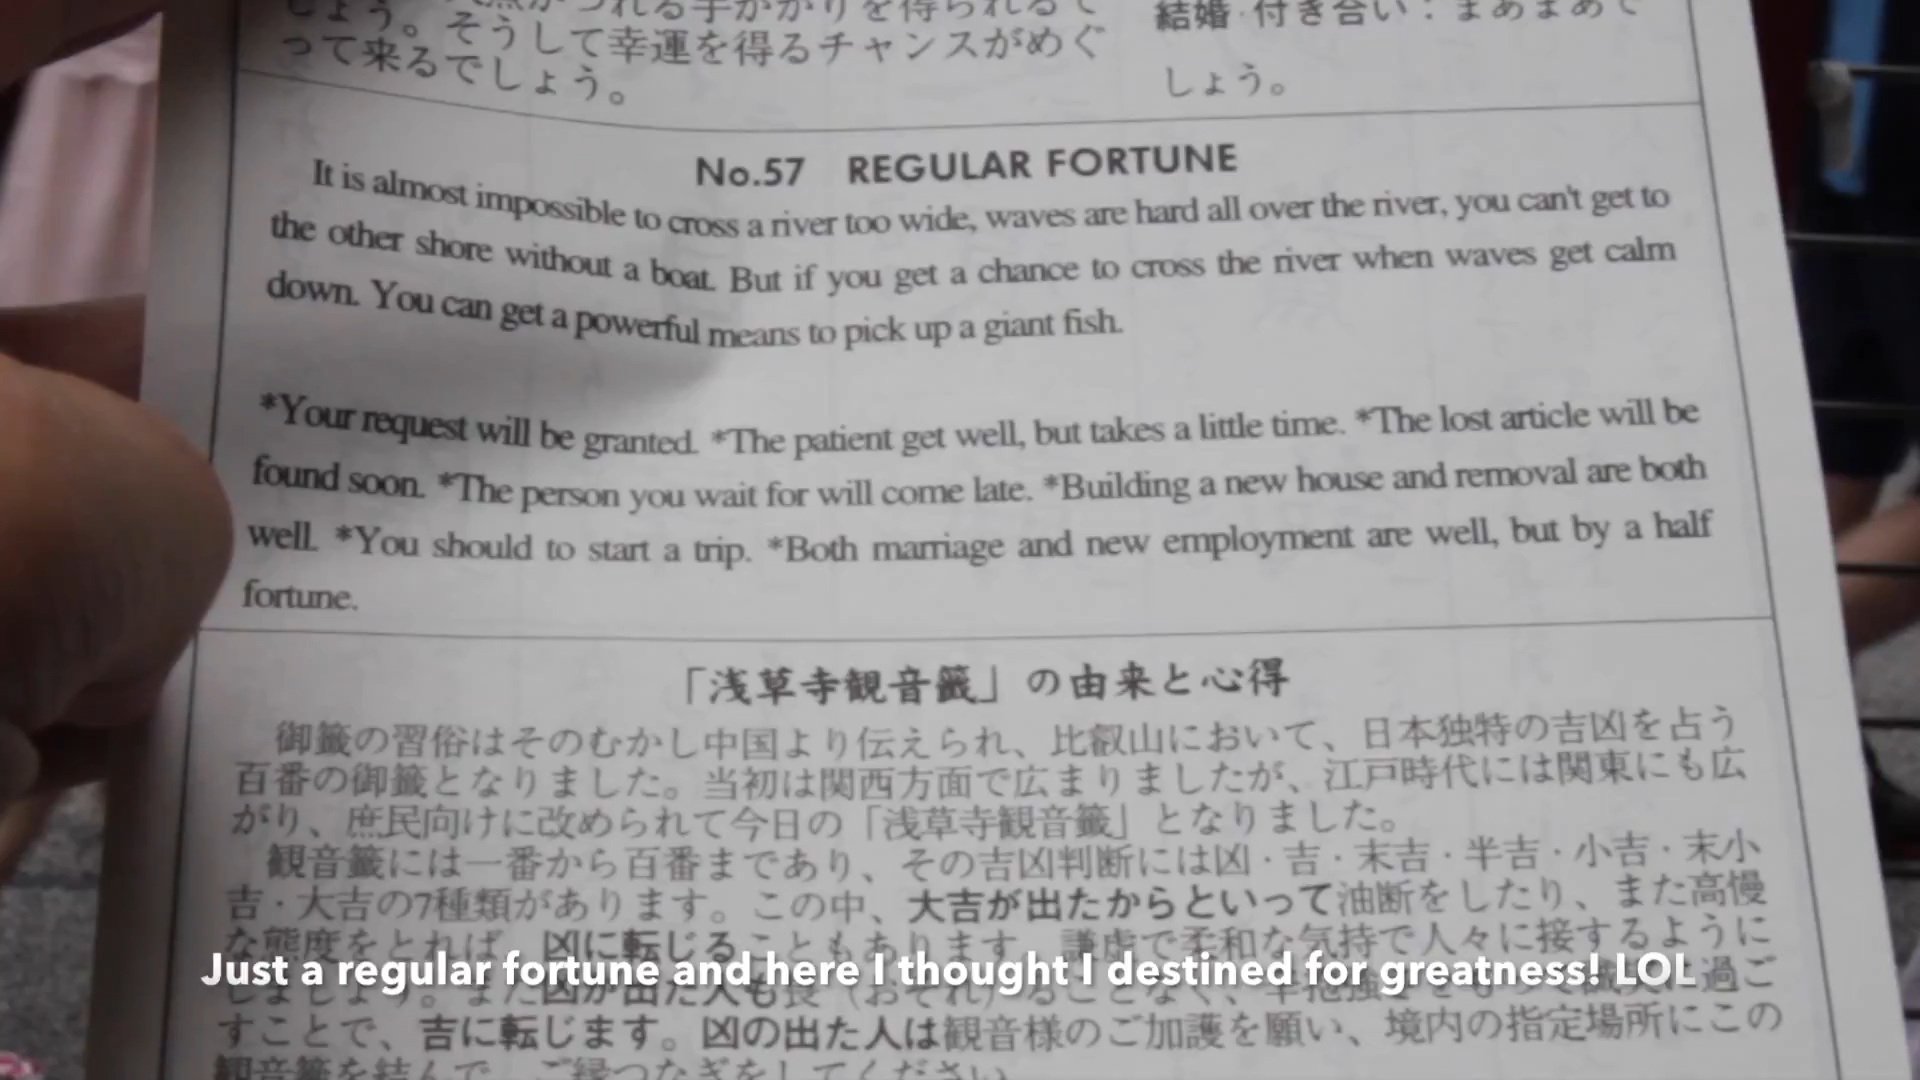 しょう。そうして幸運を得るチャンスがめぐ
って来るでしょう。
結婚・付き合い：まあまあで
しょう。
No.57 REGULAR FORTUNE
It is almost impossible to cross a river too wide, waves are hard all over the river, you can't get to
the other shore without a boat. But if you get a chance to cross the river when waves get calm
down. You can get a powerful means to pick up a giant fish.
*Your request will be granted. *The patient get well, but takes a little time. *The lost article will be
found soon. *The person you wait for will come late. *Building a new house and removal are both
well. *You should to start a trip. *Both marriage and new employment are well, but by a half
fortune.
「浅草寺観音籤」の由来と心得
御籤の習俗はそのむかし中国より伝えられ、比叡山において、日本独特の吉凶を占う
百番の御籤となりました。当初は関西方面で広まりましたが、江戸時代には関東にも広
がり、庶民向けに改められて今日の「浅草寺観音籤」となりました。
観音籤には一番から百番まであり、その吉凶判断には凶・吉・末吉・半吉・小吉・末小
吉・大吉の7種類があります。この中、大吉が出たからといって油断をしたり、また高慢
な態度をとれば、凶に転じることもあります。謙虚で柔和な気持で人々に接するように
Just a regular fortune and here I thought I destined for greatness! LOL
すことで、吉に転じます。凶の出た人は観音様のご加護を願い、境内の指定場所にこの
観音籤を結んで、ご縁つなぎをしてください。